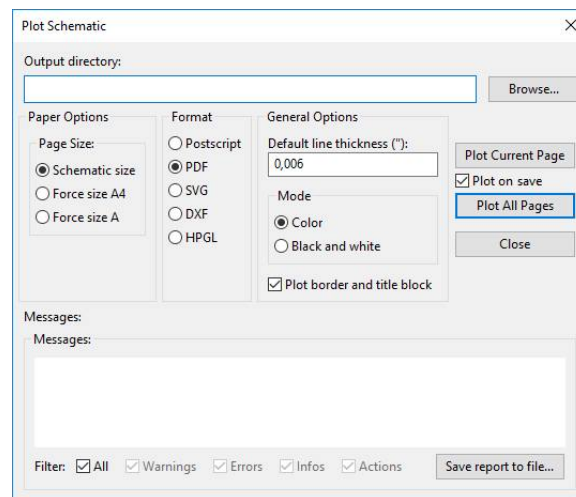 Plot Schematic
Output directory:
Browse...
Paper Options
Page Size:
Schematic size
Force size A4
Force size A
Format
Postscript
PDF
SVG
DXF
HPGL
General Options
Default line thickness ("):
0,006
Mode
Color
Black and white
Plot border and title block
Plot Current Page
Plot on save
Plot All Pages
Close
Messages:
Messages:
Filter: All Warnings Errors Infos Actions Save report to file...